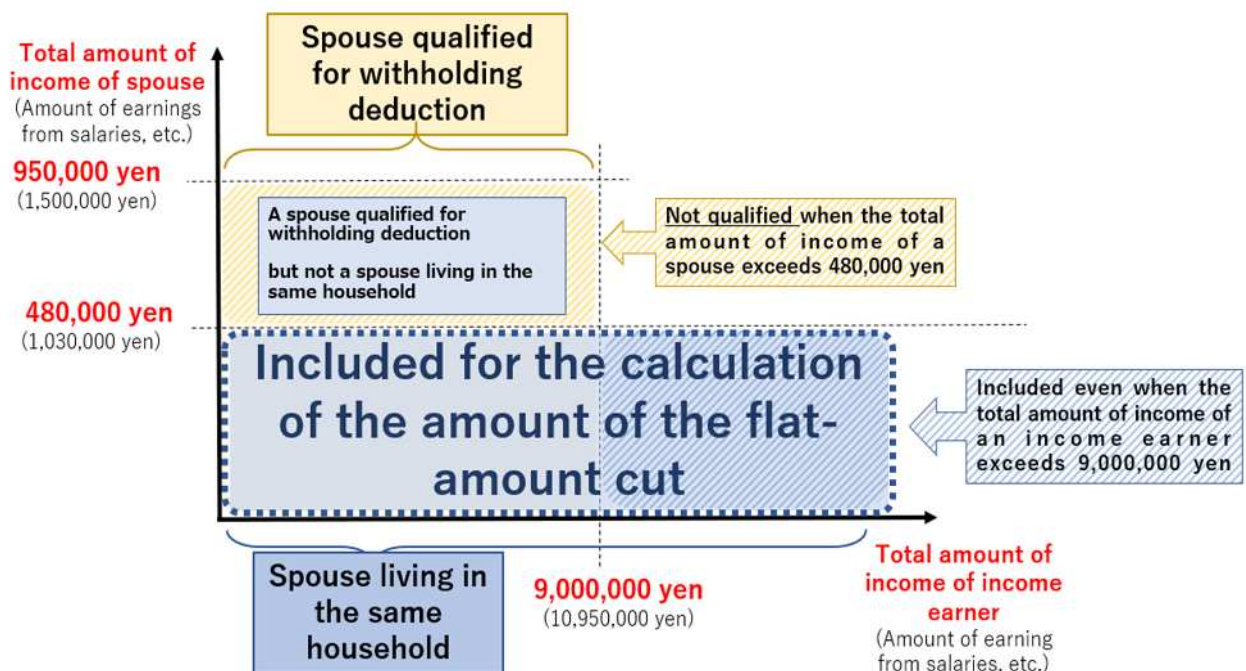 Spouse qualified
for withholding
deduction
Total amount of
income of spouse
(Amount of earnings
from salaries, etc.)
950,000 yen
(1,500,000 yen)
A spouse qualified for
withholding deduction
but not a spouse living in the
same household
Not qualified when the total
amount of income of a
spouse exceeds 480,000 yen
480,000 yen
(1,030,000 yen)
Included for the calculation
of the amount of the flat-
amount cut
Included even when the
total amount of income of
an income earner
exceeds 9,000,000 yen
Spouse living in
the same
household
9,000,000 yen
(10,950,000 yen)
Total amount of
income of income
earner
(Amount of earning
from salaries, etc.)